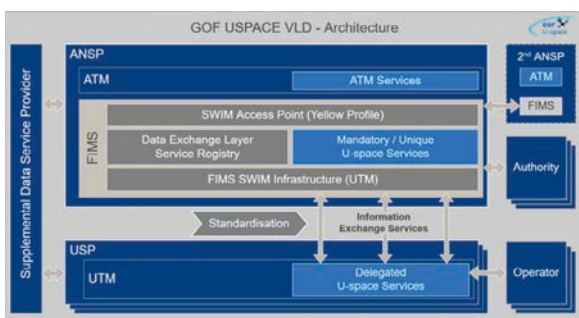 GOF USPACE VLD - Architecture
GOF
U-space
Supplemental Data Service Provider
ANSP
ATM
ATM Services
FIMS
SWIM Access Point (Yellow Profile)
Data Exchange Layer
Service Registry
Mandatory / Unique
U-space Services
FIMS SWIM Infrastructure (UTM)
2nd ANSP
ATM
FIMS
Authority
Standardisation
Information
Exchange Services
USP
UTM
Delegated
U-space Services
Operator